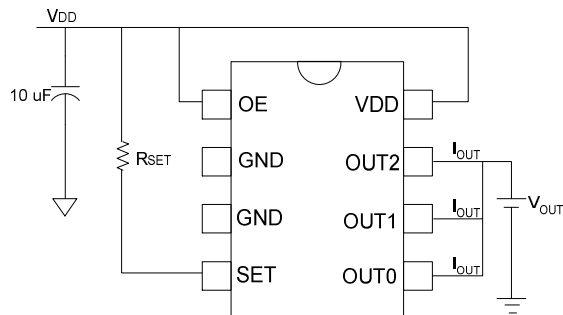 VDD
10 uF
OE
VDD
RSET
GND
OUT2
IOUT
VOUT
GND
OUT1
IOUT
SET
OUT0
IOUT